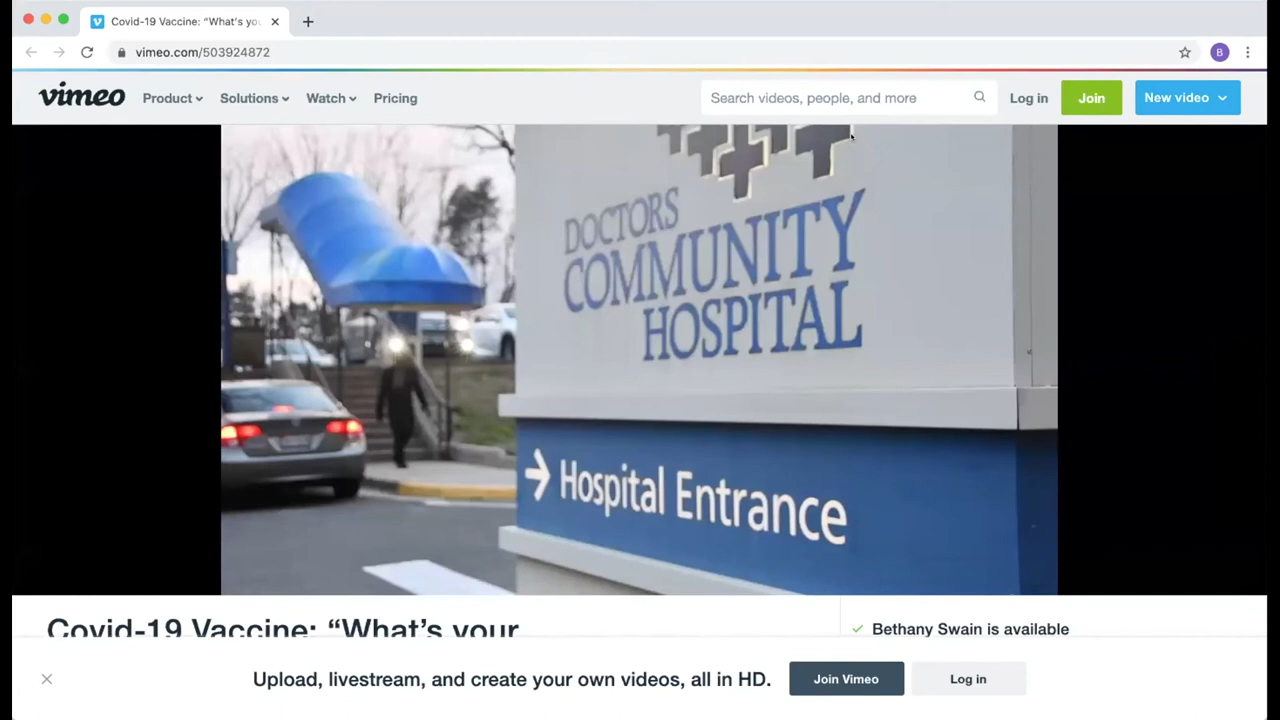 Covid-19 Vaccine: “What’s you
vimeo.com/503924872
B
vimeo
Product
Solutions
Watch
Pricing
Search videos, people, and more
Log in
Join
New video
DOCTORS
COMMUNITY
HOSPITAL
Hospital Entrance
Covid-19 Vaccine: “What’s your
Bethany Swain is available
Upload, livestream, and create your own videos, all in HD.
Join Vimeo
Log in